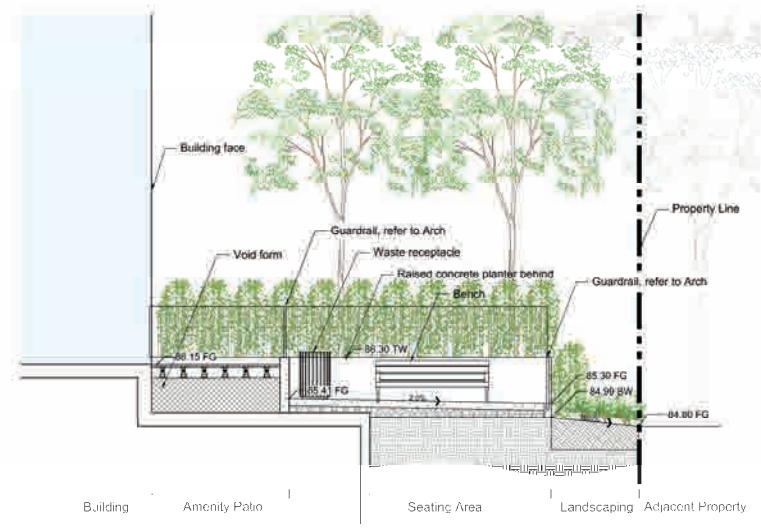 Building face
Property Line
Guardrail, refer to Arch
Void form
Waste receptacle
Raised concrete planter behind
Guardrail, refer to Arch
Bench
86.30 TW
86.15 FG
85.30 FG
85.41 FG
2.0%
84.99 BW
84.80 FG
Building
Amenity Patio
Seating Area
Landscaping
Adjacent Property